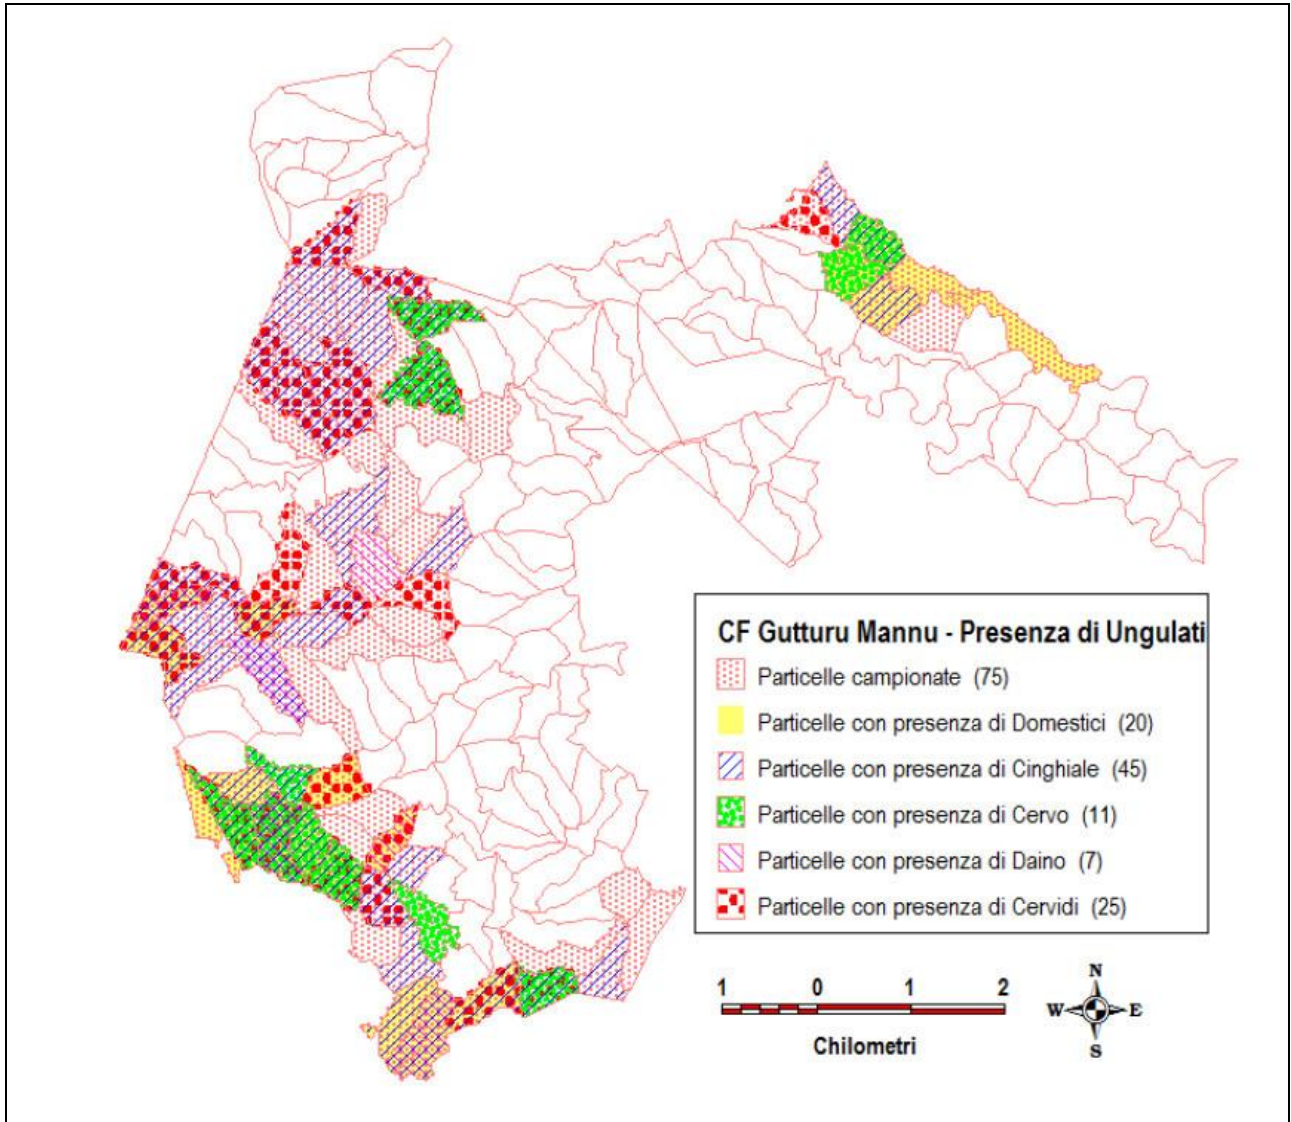 CF Gutturu Mannu - Presenza di Ungulati
Particelle campionate (75)
Particelle con presenza di Domestici (20)
Particelle con presenza di Cinghiale (45)
Particelle con presenza di Cervo (11)
Particelle con presenza di Daino (7)
Particelle con presenza di Cervidi (25)
1 0 1 2
Chilometri
N
W E
S